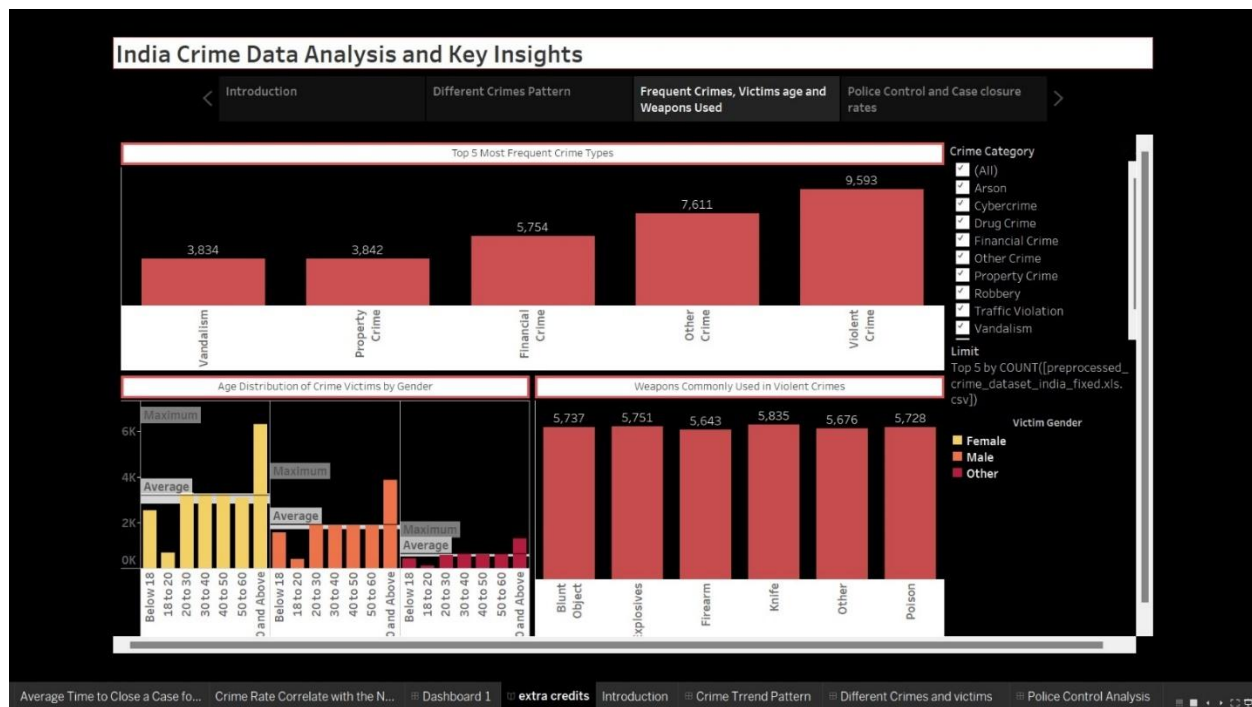 India Crime Data Analysis and Key Insights
Introduction
Different Crimes Pattern
Frequent Crimes, Victims age and
Weapons Used
Police Control and Case closure
rates
Top 5 Most Frequent Crime Types
3,834
3,842
5,754
7,611
9,593
Vandalism
Property
Crime
Financial
Crime
Other
Crime
Violent
Crime
Crime Category
(All)
Arson
Cybercrime
Drug Crime
Financial Crime
Other Crime
Property Crime
Robbery
Traffic Violation
Vandalism
Limit
Top 5 by COUNT([preprocessed_
crime_dataset_india_fixed.xls.
csv])
Victim Gender
Female
Male
Other
Age Distribution of Crime Victims by Gender
6K
4K
2K
0K
Maximum
Average
Maximum
Average
Maximum
Average
Below 18
18 to 20
20 to 30
30 to 40
40 to 50
50 to 60
0 and Above
Below 18
18 to 20
20 to 30
30 to 40
40 to 50
50 to 60
0 and Above
Below 18
18 to 20
20 to 30
30 to 40
40 to 50
50 to 60
0 and Above
Weapons Commonly Used in Violent Crimes
5,737
5,751
5,643
5,835
5,676
5,728
Blunt
Object
xplosives
Firearm
Knife
Other
Poison
Average Time to Close a Case fo...
Crime Rate Correlate with the N...
Dashboard 1
extra credits
Introduction
Crime Trrend Pattern
Different Crimes and victims
Police Control Analysis